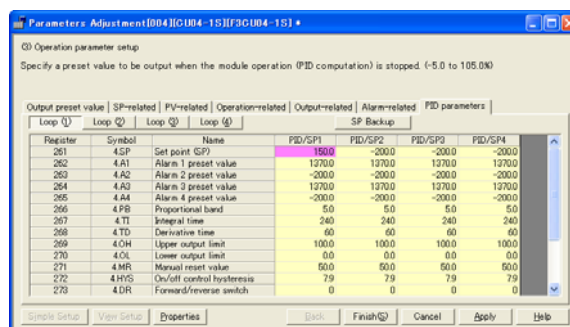 Parameters Adjustment[004][GU04-1S][F3CU04-1S] *
(3) Operation parameter setup
Specify a preset value to be output when the module operation (PID computation) is stopped. (-5.0 to 105.0%)
Output preset value SP-related PV-related Operation-related Output-related Alarm-related PID parameters
Loop (1) Loop (2) Loop (3) Loop (4) SP Backup
Register Symbol Name PID/SP1 PID/SP2 PID/SP3 PID/SP4
261 4.SP Set point (SP) 150.0 -200.0 -200.0 -200.0
262 4.A1 Alarm 1 preset value 1370.0 1370.0 1370.0 1370.0
263 4.A2 Alarm 2 preset value -200.0 -200.0 -200.0 -200.0
264 4.A3 Alarm 3 preset value 1370.0 1370.0 1370.0 1370.0
265 4.A4 Alarm 4 preset value -200.0 -200.0 -200.0 -200.0
266 4.PB Proportional band 5.0 5.0 5.0 5.0
267 4.TI Integral time 240 240 240 240
268 4.TD Derivative time 60 60 60 60
269 4.OH Upper output limit 100.0 100.0 100.0 100.0
270 4.OL Lower output limit 0.0 0.0 0.0 0.0
271 4.MR Manual reset value 50.0 50.0 50.0 50.0
272 4.HYS On/off control hysteresis 7.9 7.9 7.9 7.9
273 4.DR Forward/reverse switch 0 0 0 0
Simple Setup View Setup Properties Back Finish(S) Cancel Apply Help